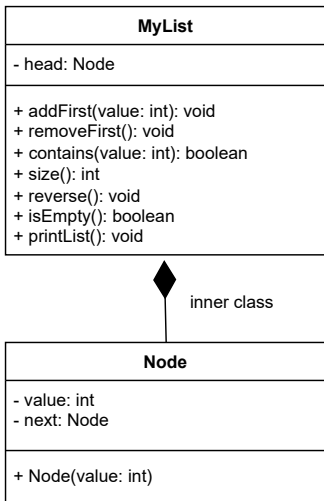 MyList
- head: Node
+ addFirst(value: int): void
+ removeFirst(): void
+ contains(value: int): boolean
+ size(): int
+ reverse(): void
+ isEmpty(): boolean
+ printList(): void
inner class
Node
- value: int
- next: Node
+ Node(value: int)